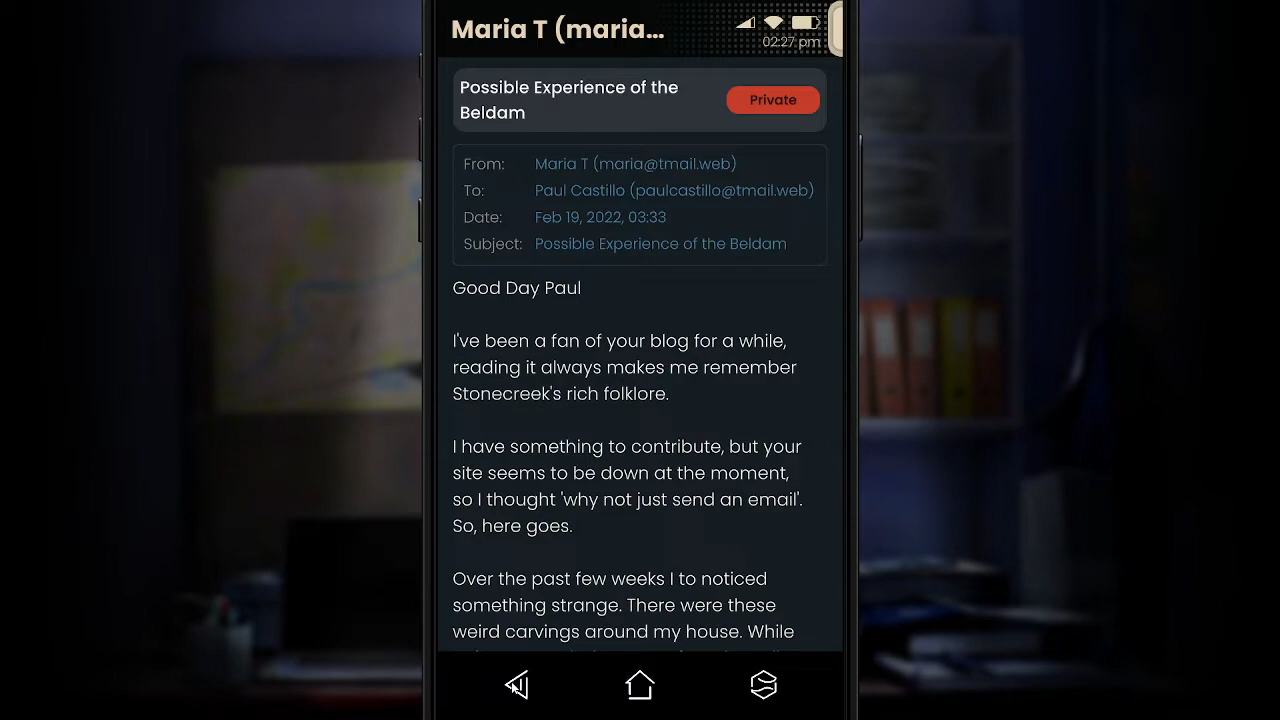 Maria T (maria...
02:27 pm
Possible Experience of the
Beldam
Private
From: Maria T (maria@tmail.web)
To: Paul Castillo (paulcastillo@tmail.web)
Date: Feb 19, 2022, 03:33
Subject: Possible Experience of the Beldam
Good Day Paul
I've been a fan of your blog for a while,
reading it always makes me remember
Stonecreek's rich folklore.
I have something to contribute, but your
site seems to be down at the moment,
so I thought 'why not just send an email'.
So, here goes.
Over the past few weeks I to noticed
something strange. There were these
weird carvings around my house. While